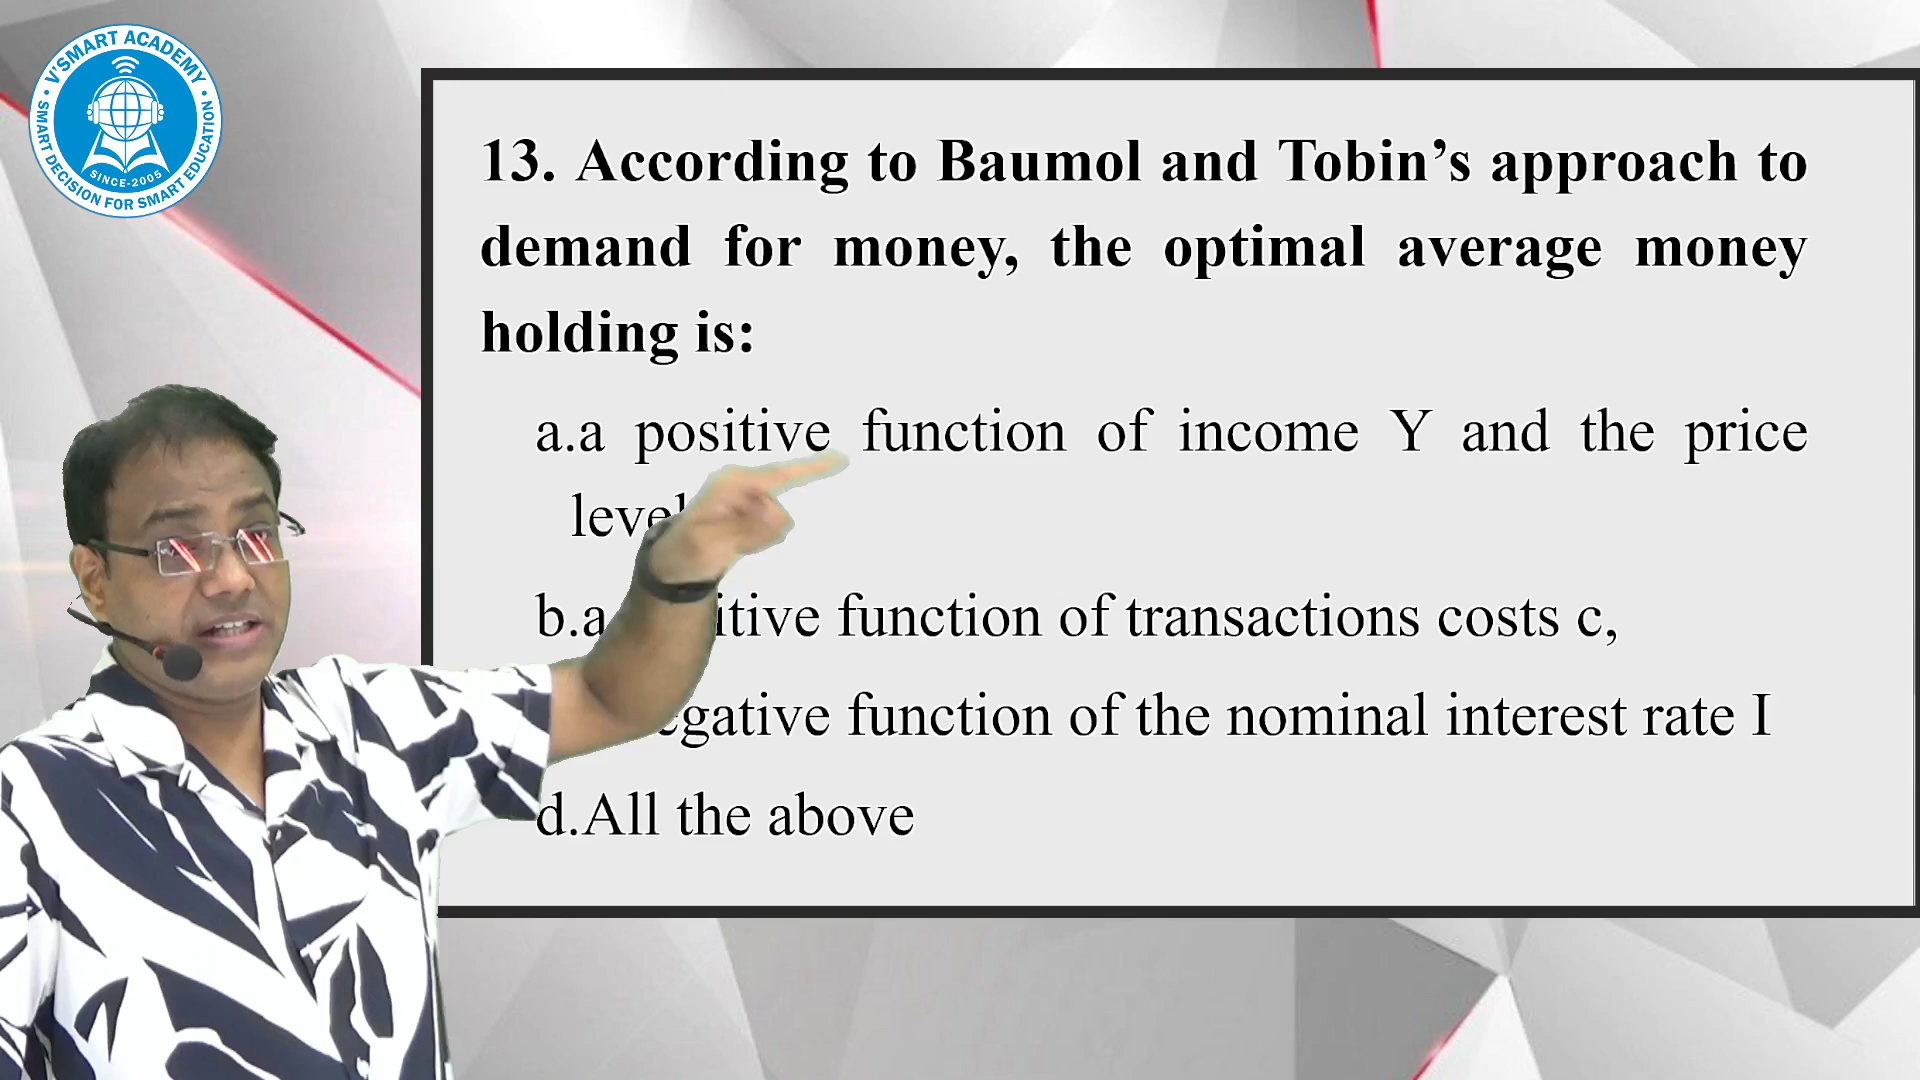 V'SMART ACADEMY
SMART DECISION FOR SMART EDUCATION
SINCE-2005
13. According to Baumol and Tobin’s approach to
demand for money, the optimal average money
holding is:
a.a positive function of income Y and the price
level
b.a itive function of transactions costs c,
egative function of the nominal interest rate I
d.All the above